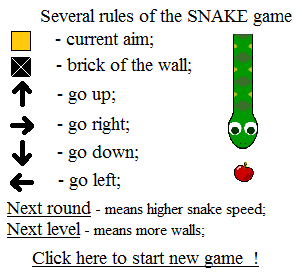 Several rules of the SNAKE game
- current aim;
- brick of the wall;
- go up;
- go right;
- go down;
- go left;
Next round - means higher snake speed;
Next level - means more walls;
Click here to start new game !